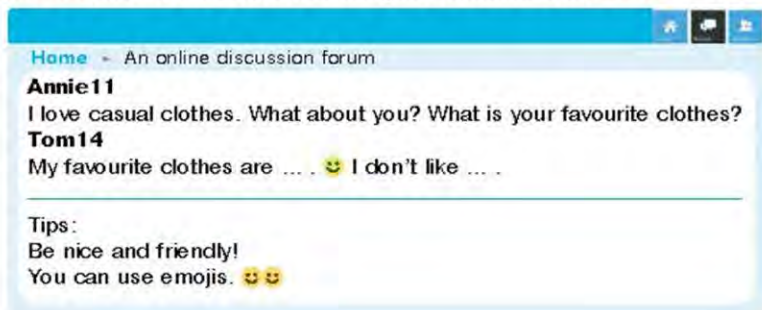 Home - An online discussion forum
Annie11
I love casual clothes. What about you? What is your favourite clothes?
Tom14
My favourite clothes are ... . 🙂 I don't like ... .
Tips:
Be nice and friendly!
You can use emojis. 🙂🙂